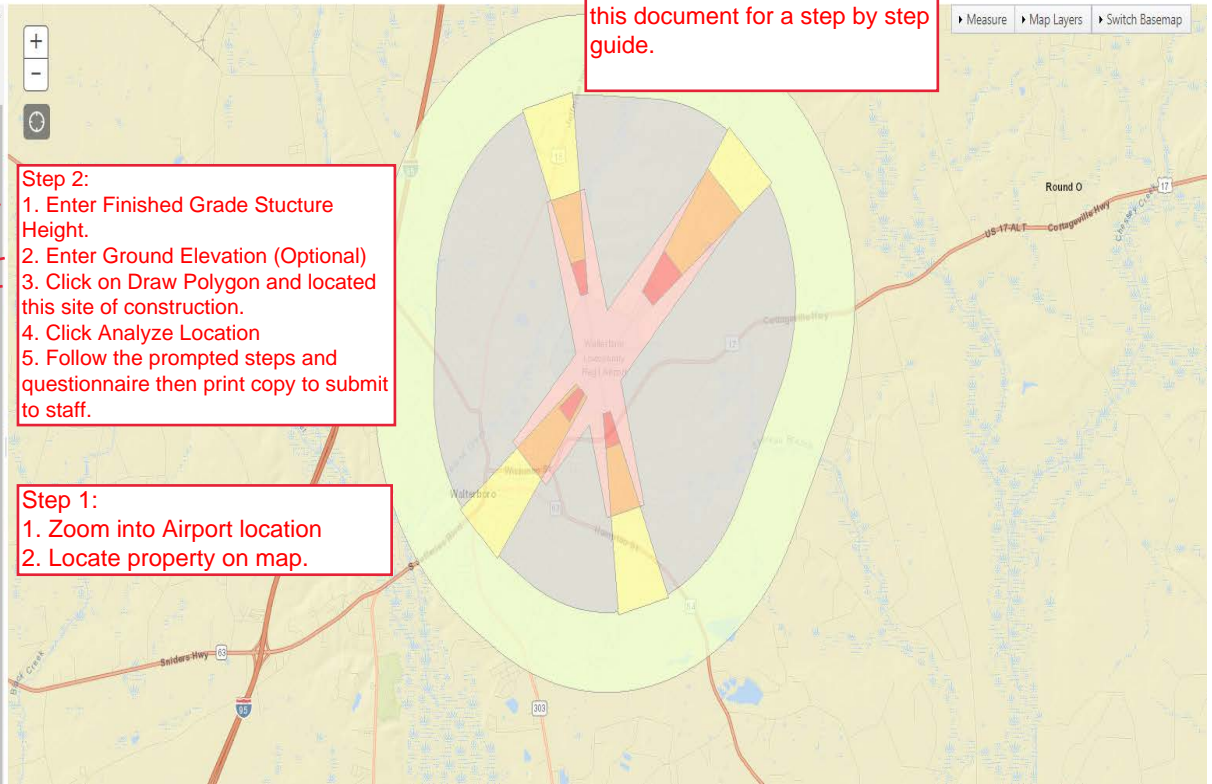 this document for a step by step
guide.
Measure
Map Layers
Switch Basemap
+
−
Step 2:
1. Enter Finished Grade Stucture
Height.
2. Enter Ground Elevation (Optional)
3. Click on Draw Polygon and located
this site of construction.
4. Click Analyze Location
5. Follow the prompted steps and
questionnaire then print copy to submit
to staff.
Step 1:
1. Zoom into Airport location
2. Locate property on map.
Round O
17
US-17-ALT
Cottageville Hwy
Cottageville Hwy
17
Walterboro
Walterboro
Sniders Hwy
63
95
303